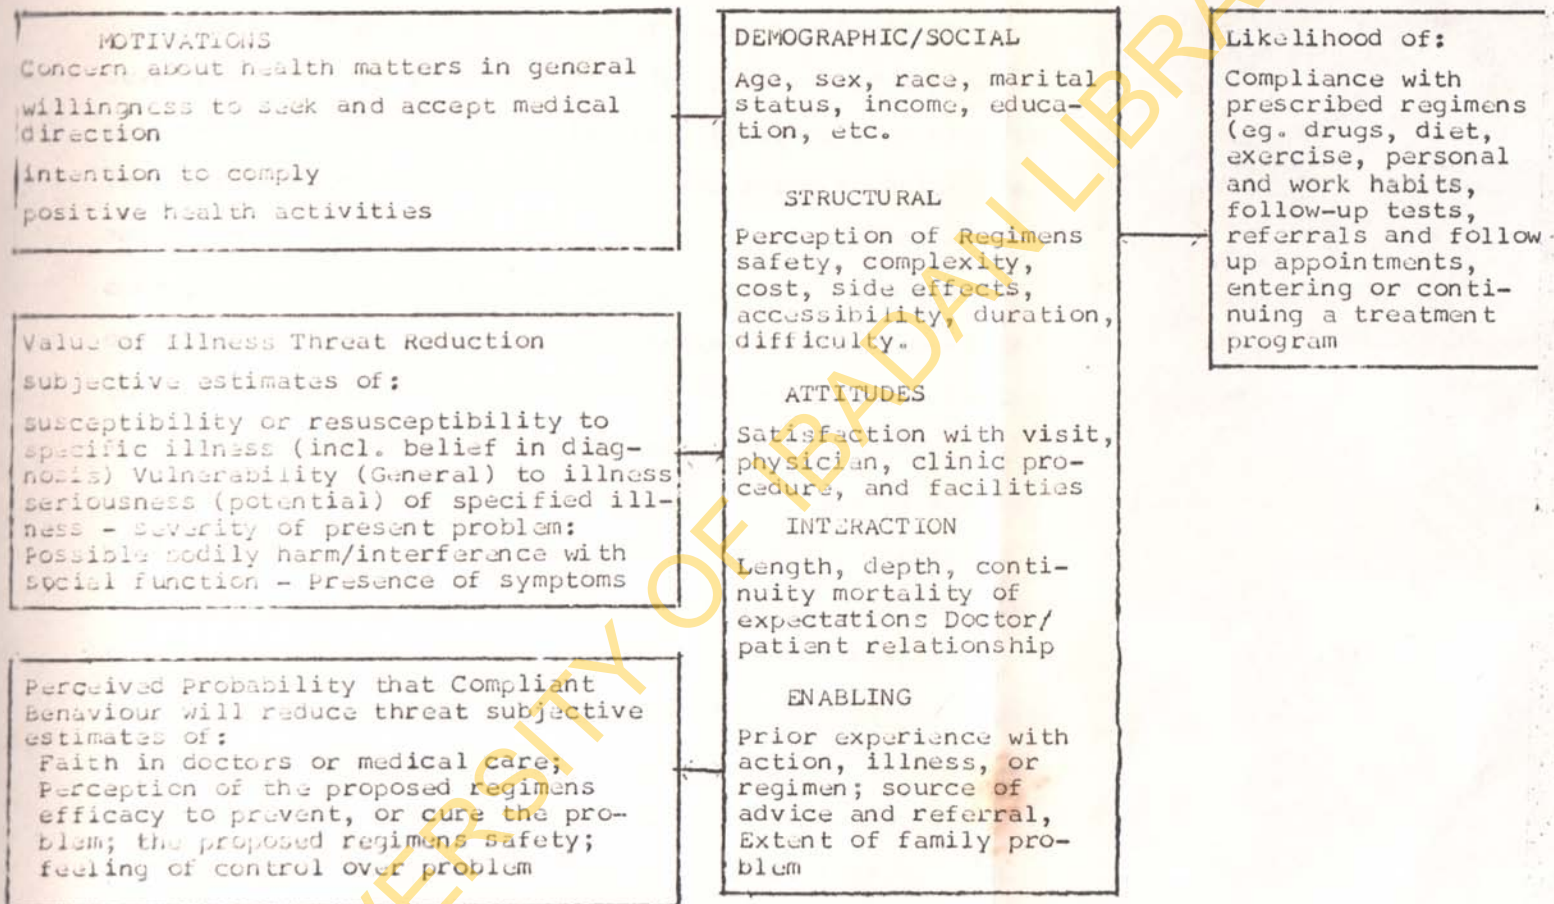 MOTIVATIONS
Concern about health matters in general
willingness to seek and accept medical
direction
intention to comply
positive health activities
Value of Illness Threat Reduction
subjective estimates of:
susceptibility or resusceptibility to
specific illness (incl. belief in diag-
nosis) Vulnerability (General) to illness
seriousness (potential) of specified ill-
ness - severity of present problem:
Possible bodily harm/interference with
social function - Presence of symptoms
Perceived Probability that Compliant
Behaviour will reduce threat subjective
estimates of:
Faith in doctors or medical care;
Perception of the proposed regimens
efficacy to prevent, or cure the pro-
blem; the proposed regimens safety;
feeling of control over problem
DEMOGRAPHIC/SOCIAL
Age, sex, race, marital
status, income, educa-
tion, etc.
STRUCTURAL
Perception of Regimens
safety, complexity,
cost, side effects,
accessibility, duration,
difficulty.
ATTITUDES
Satisfaction with visit,
physician, clinic pro-
cedure, and facilities
INTERACTION
Length, depth, conti-
nuity mortality of
expectations Doctor/
patient relationship
ENABLING
Prior experience with
action, illness, or
regimen; source of
advice and referral,
Extent of family pro-
blem
Likelihood of:
Compliance with
prescribed regimens
(eg. drugs, diet,
exercise, personal
and work habits,
follow-up tests,
referrals and follow -
up appointments,
entering or conti-
nuing a treatment
program
VERSITY OF IBADAN LIBRA